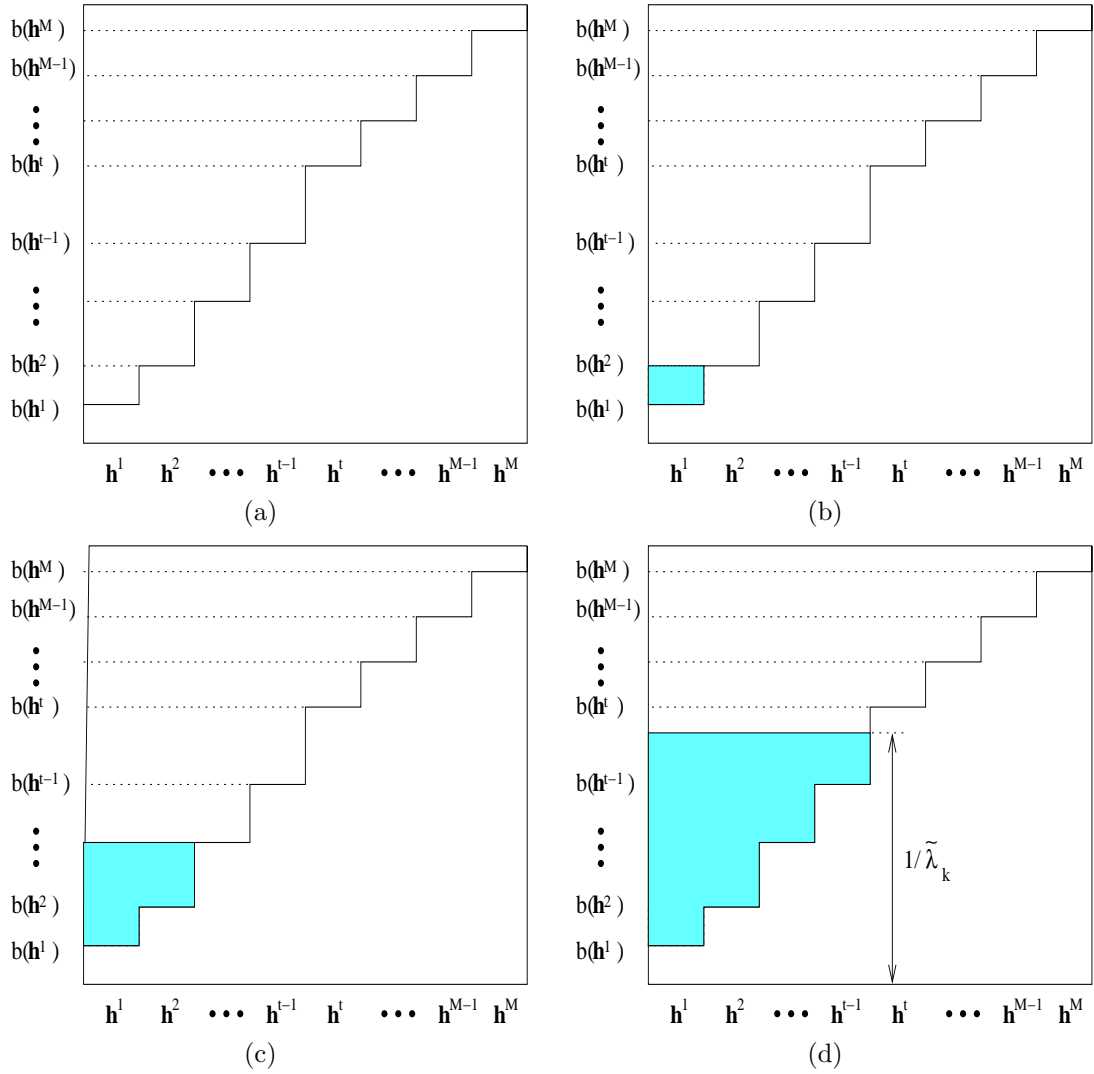 b(h^M)
b(h^{M–1})
b(h^t)
b(h^{t–1})
b(h^2)
b(h^1)
h^1 h^2 ••• h^{t–1} h^t ••• h^{M–1} h^M
(a)
b(h^M)
b(h^{M–1})
b(h^t)
b(h^{t–1})
b(h^2)
b(h^1)
h^1 h^2 ••• h^{t–1} h^t ••• h^{M–1} h^M
(b)
b(h^M)
b(h^{M–1})
b(h^t)
b(h^{t–1})
b(h^2)
b(h^1)
h^1 h^2 ••• h^{t–1} h^t ••• h^{M–1} h^M
(c)
b(h^M)
b(h^{M–1})
b(h^t)
b(h^{t–1})
1/ λ̃_k
b(h^2)
b(h^1)
h^1 h^2 ••• h^{t–1} h^t ••• h^{M–1} h^M
(d)